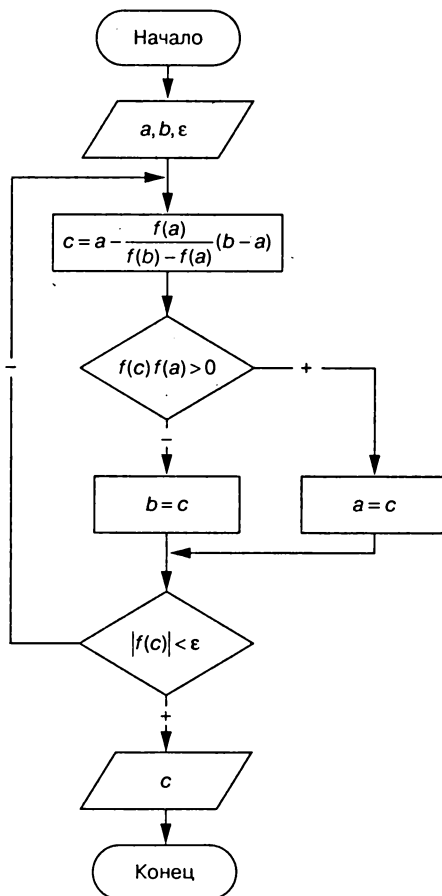 Начало
a, b, ε
c = a − f(a) / f(b) − f(a) (b − a)
f(c) f(a) > 0
+
−
−
b = c
a = c
|f(c)| < ε
+
c
Конец